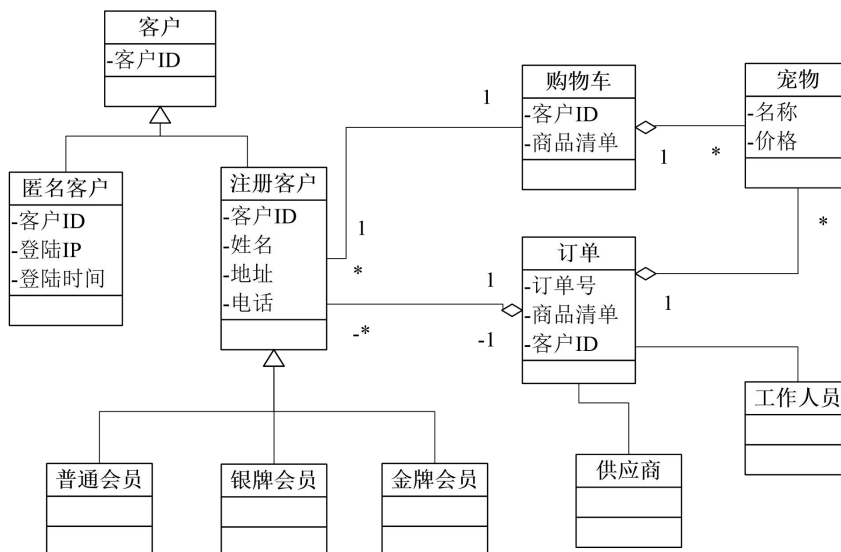 客户
-客户ID
匿名客户
-客户ID
-登陆IP
-登陆时间
注册客户
-客户ID
-姓名
-地址
-电话
购物车
-客户ID
-商品清单
宠物
-名称
-价格
订单
-订单号
-商品清单
-客户ID
工作人员
供应商
普通会员
银牌会员
金牌会员
1
1
1
*
*
1
*
1
-*
-1